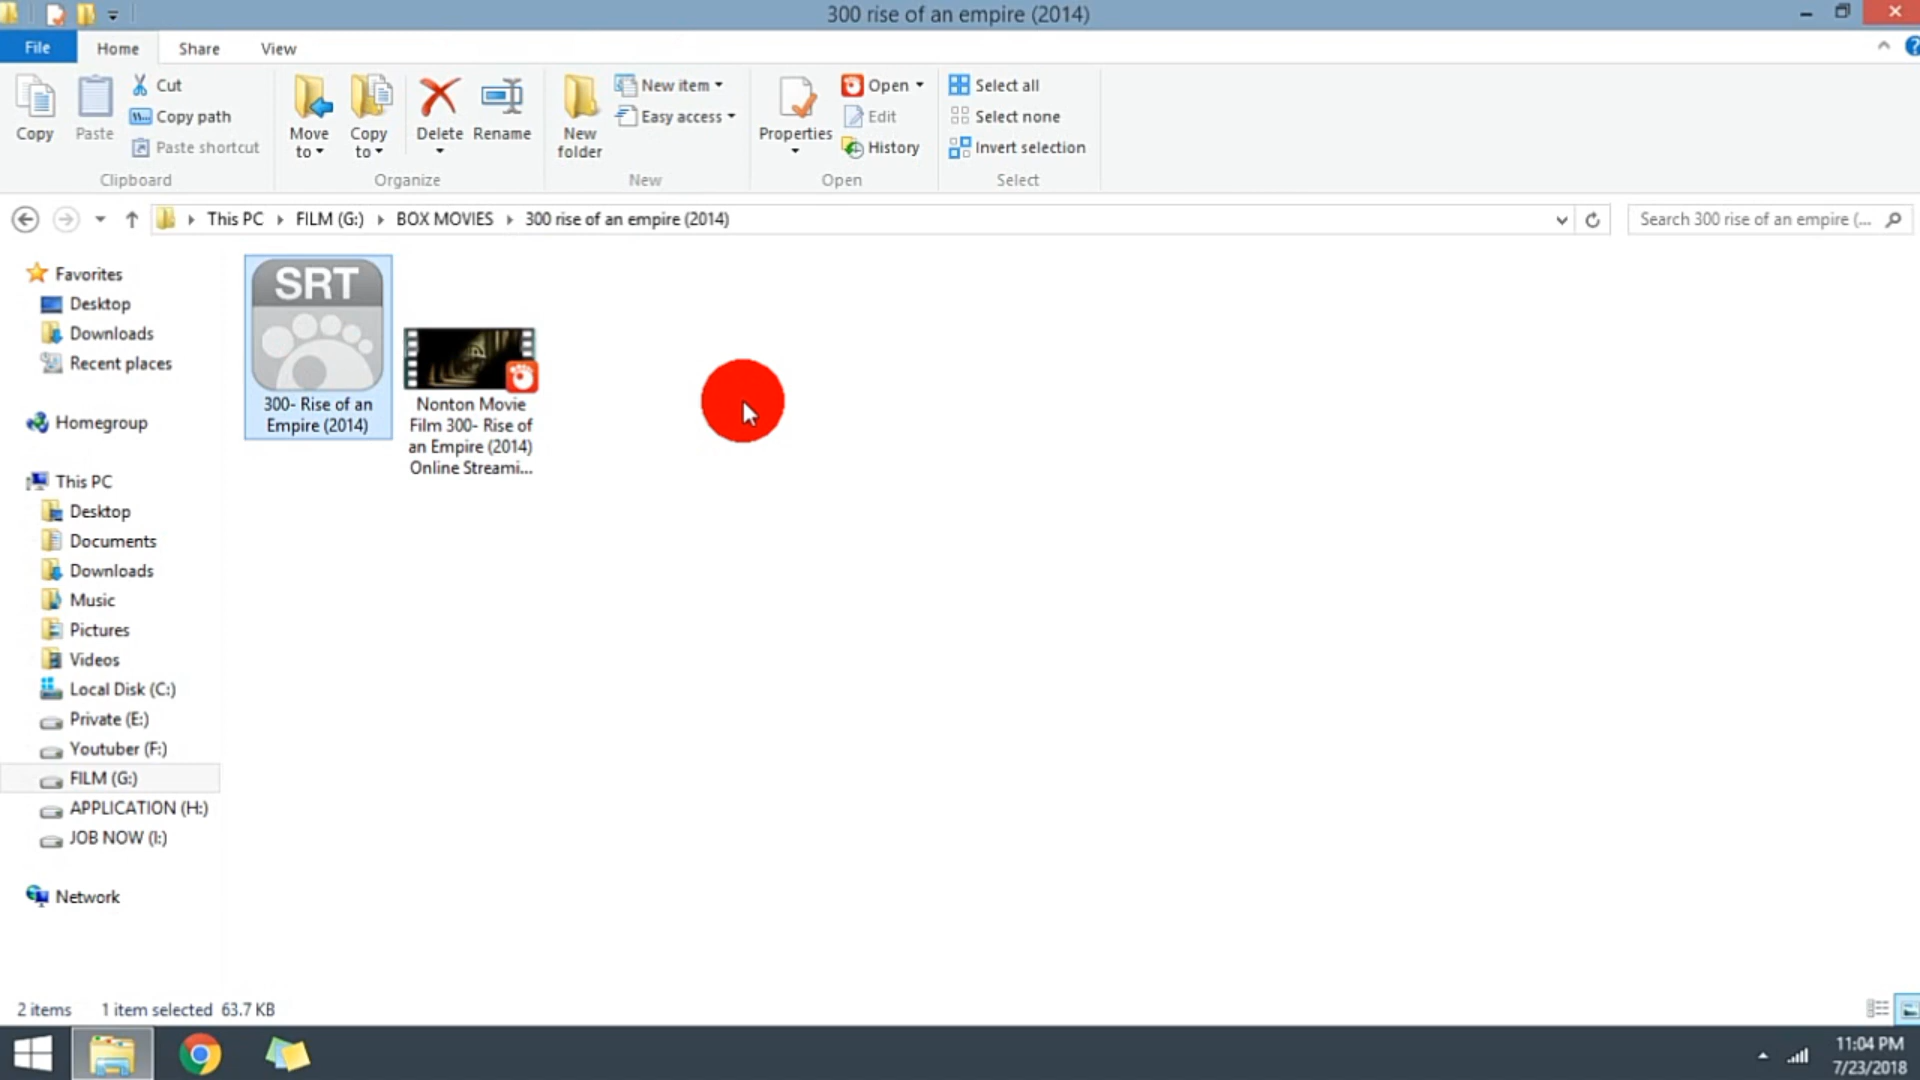 300 rise of an empire (2014)
File Home Share View
Copy
Paste
Cut
Copy path
Paste shortcut
Clipboard
Move to
Copy to
Delete
Rename
Organize
New folder
New item
Easy access
New
Properties
Open
Edit
History
Open
Select all
Select none
Invert selection
Select
This PC FILM (G:) BOX MOVIES 300 rise of an empire (2014)
Search 300 rise of an empire (...
Favorites
Desktop
Downloads
Recent places
Homegroup
This PC
Desktop
Documents
Downloads
Music
Pictures
Videos
Local Disk (C:)
Private (E:)
Youtuber (F:)
FILM (G:)
APPLICATION (H:)
JOB NOW (I:)
Network
SRT
300- Rise of an
Empire (2014)
Nonton Movie
Film 300- Rise of
an Empire (2014)
Online Streami...
2 items 1 item selected 63.7 KB
11:04 PM
7/23/2018